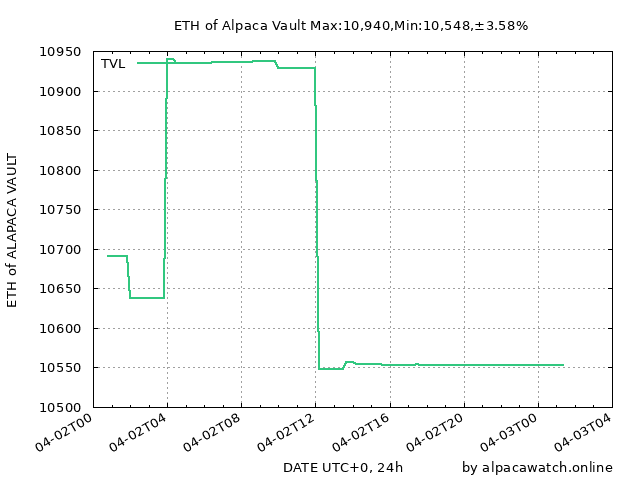 ETH of Alpaca Vault Max:10,940,Min:10,548,±3.58%
TVL
10950
10900
10850
10800
10750
10700
10650
10600
10550
10500
ETH of ALAPACA VAULT
04-02T00
04-02T04
04-02T08
04-02T12
04-02T16
04-02T20
04-03T00
04-03T04
DATE UTC+0, 24h
by alpacawatch.online